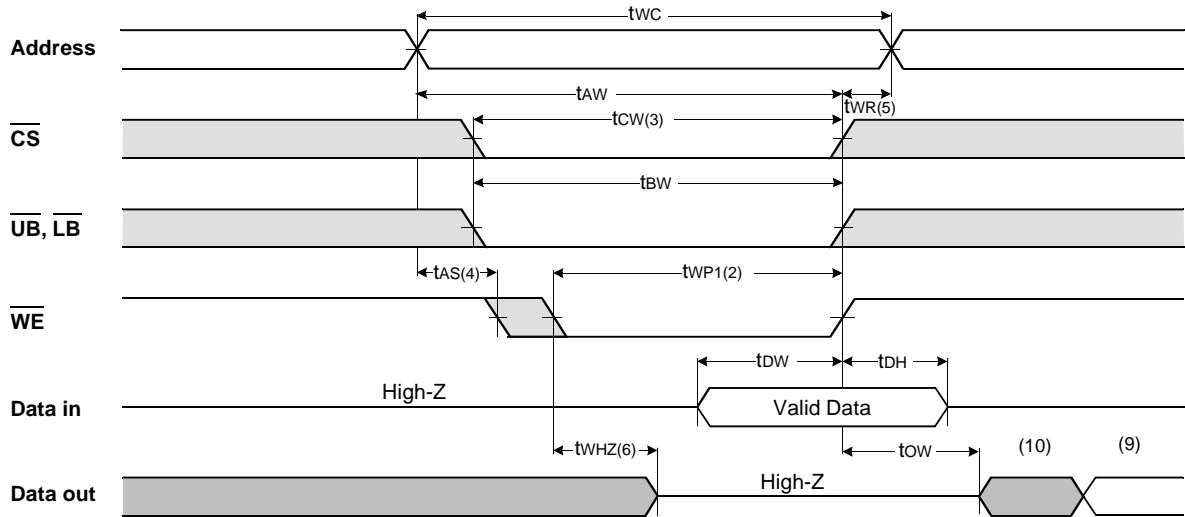 tWC
Address
tAW
tWR(5)
tCW(3)
CS
tBW
UB, LB
tAS(4)
tWP1(2)
WE
tDW
tDH
High-Z
Data in
Valid Data
tWHZ(6)
tOW
(10)
(9)
High-Z
Data out